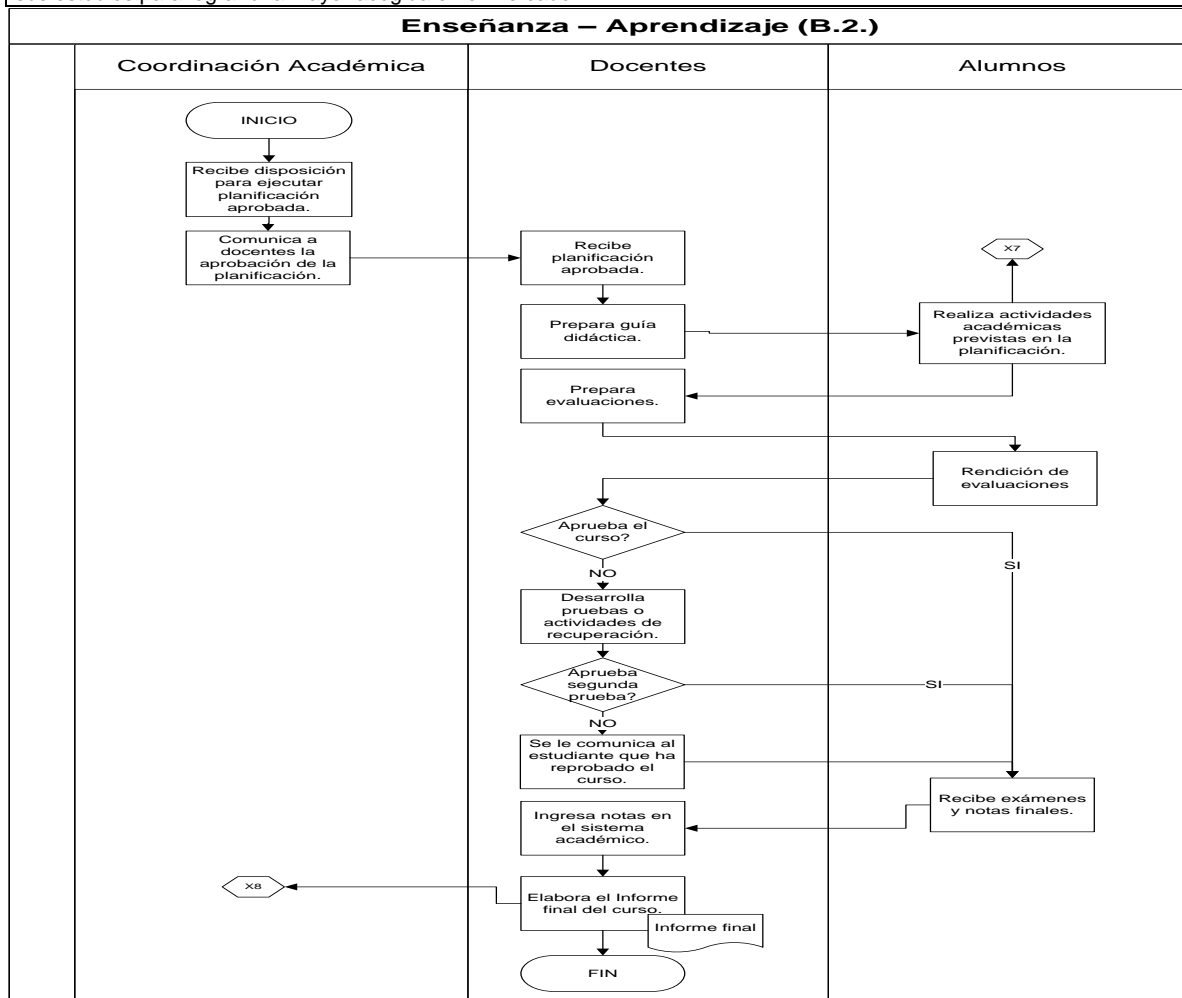 Enseñanza – Aprendizaje (B.2.)
Coordinación Académica
Docentes
Alumnos
INICIO
Recibe disposición
para ejecutar
planificación
aprobada.
Comunica a
docentes la
aprobación de la
planificación.
Recibe
planificación
aprobada.
X7
Prepara guía
didáctica.
Realiza actividades
académicas
previstas en la
planificación.
Prepara
evaluaciones.
Rendición de
evaluaciones
Aprueba el
curso?
SI
NO
Desarrolla
pruebas o
actividades de
recuperación.
Aprueba
segunda
prueba?
SI
NO
Se le comunica al
estudiante que ha
reprobado el
curso.
Recibe exámenes
y notas finales.
Ingresa notas en
el sistema
académico.
X8
Elabora el Informe
final del curso.
Informe final
FIN